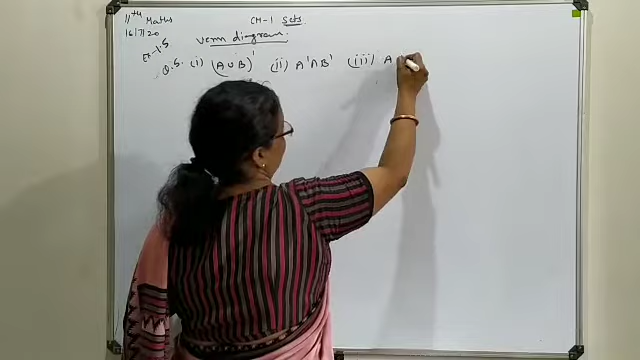 11th Maths CH-1 Sets
16/7/20 Venn diagram
Ex-1.5
Q.5. (i) (A∪B)' (ii) A'∩B' (iii) A